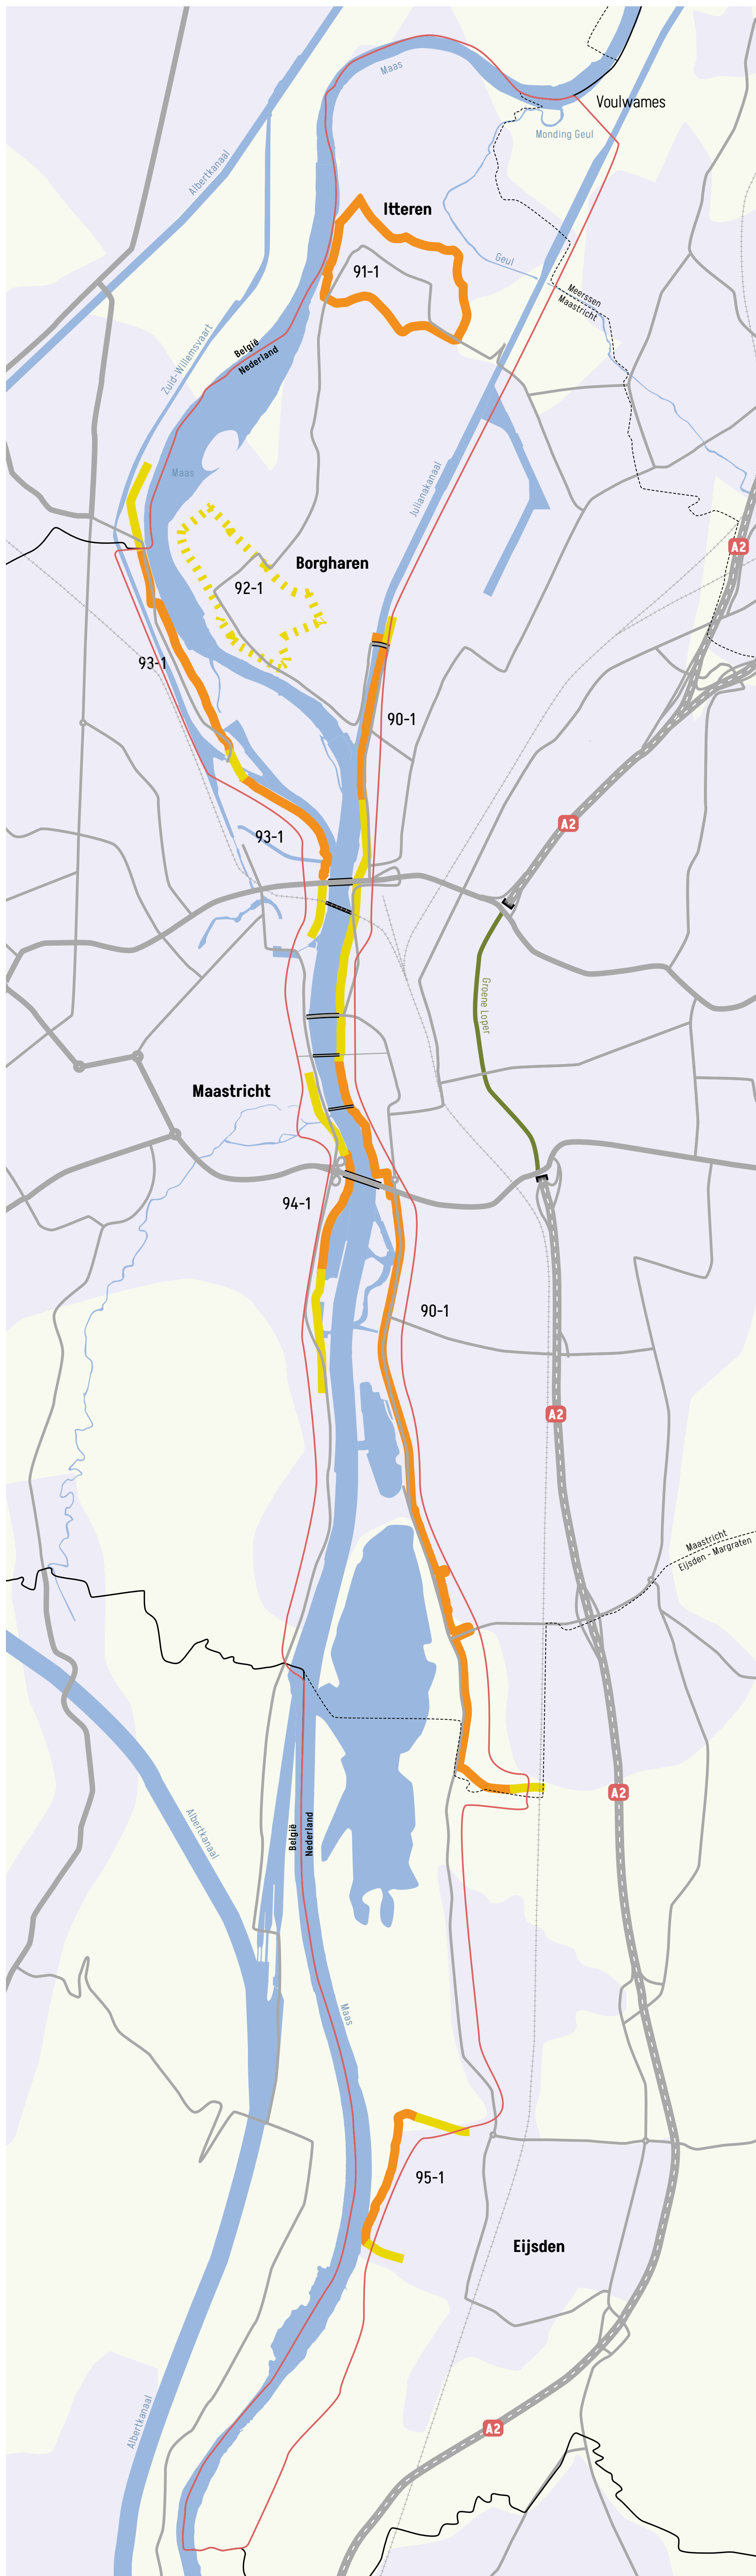 Maas
Voulwames
Monding Geul
Albertkanaal
Itteren
Geul
91-1
Meerssen
Maastricht
Zuid-Willemsvaart
België
Nederland
Maas
Julianakanaal
A2
Borgharen
92-1
93-1
90-1
A2
93-1
Groene Loper
Maastricht
94-1
90-1
A2
Maastricht
Eijsden - Margraten
A2
Albertkanaal
België
Nederland
Maas
95-1
Eijsden
Albertkanaal
A2